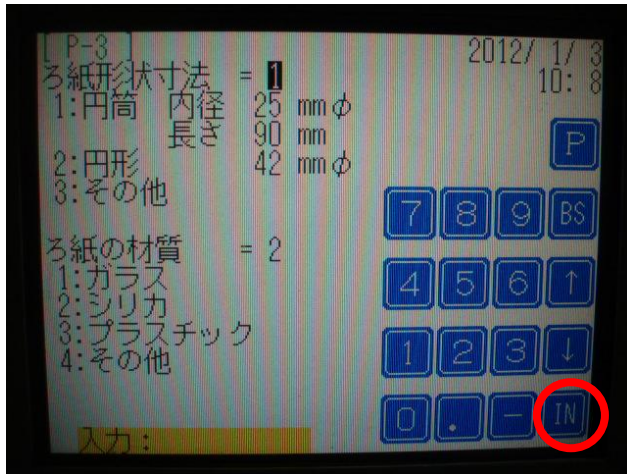 [ P-3 ]
2012/ 1/ 3
10: 8
ろ紙形状寸法 = 1
1:円筒 内径 25 mmφ
長さ 90 mm
2:円形 42 mmφ
3:その他
ろ紙の材質 = 2
1:ガラス
2:シリカ
3:プラスチック
4:その他
入力:
P
7 8 9 BS
4 5 6 ↑
1 2 3 ↓
0 . - IN